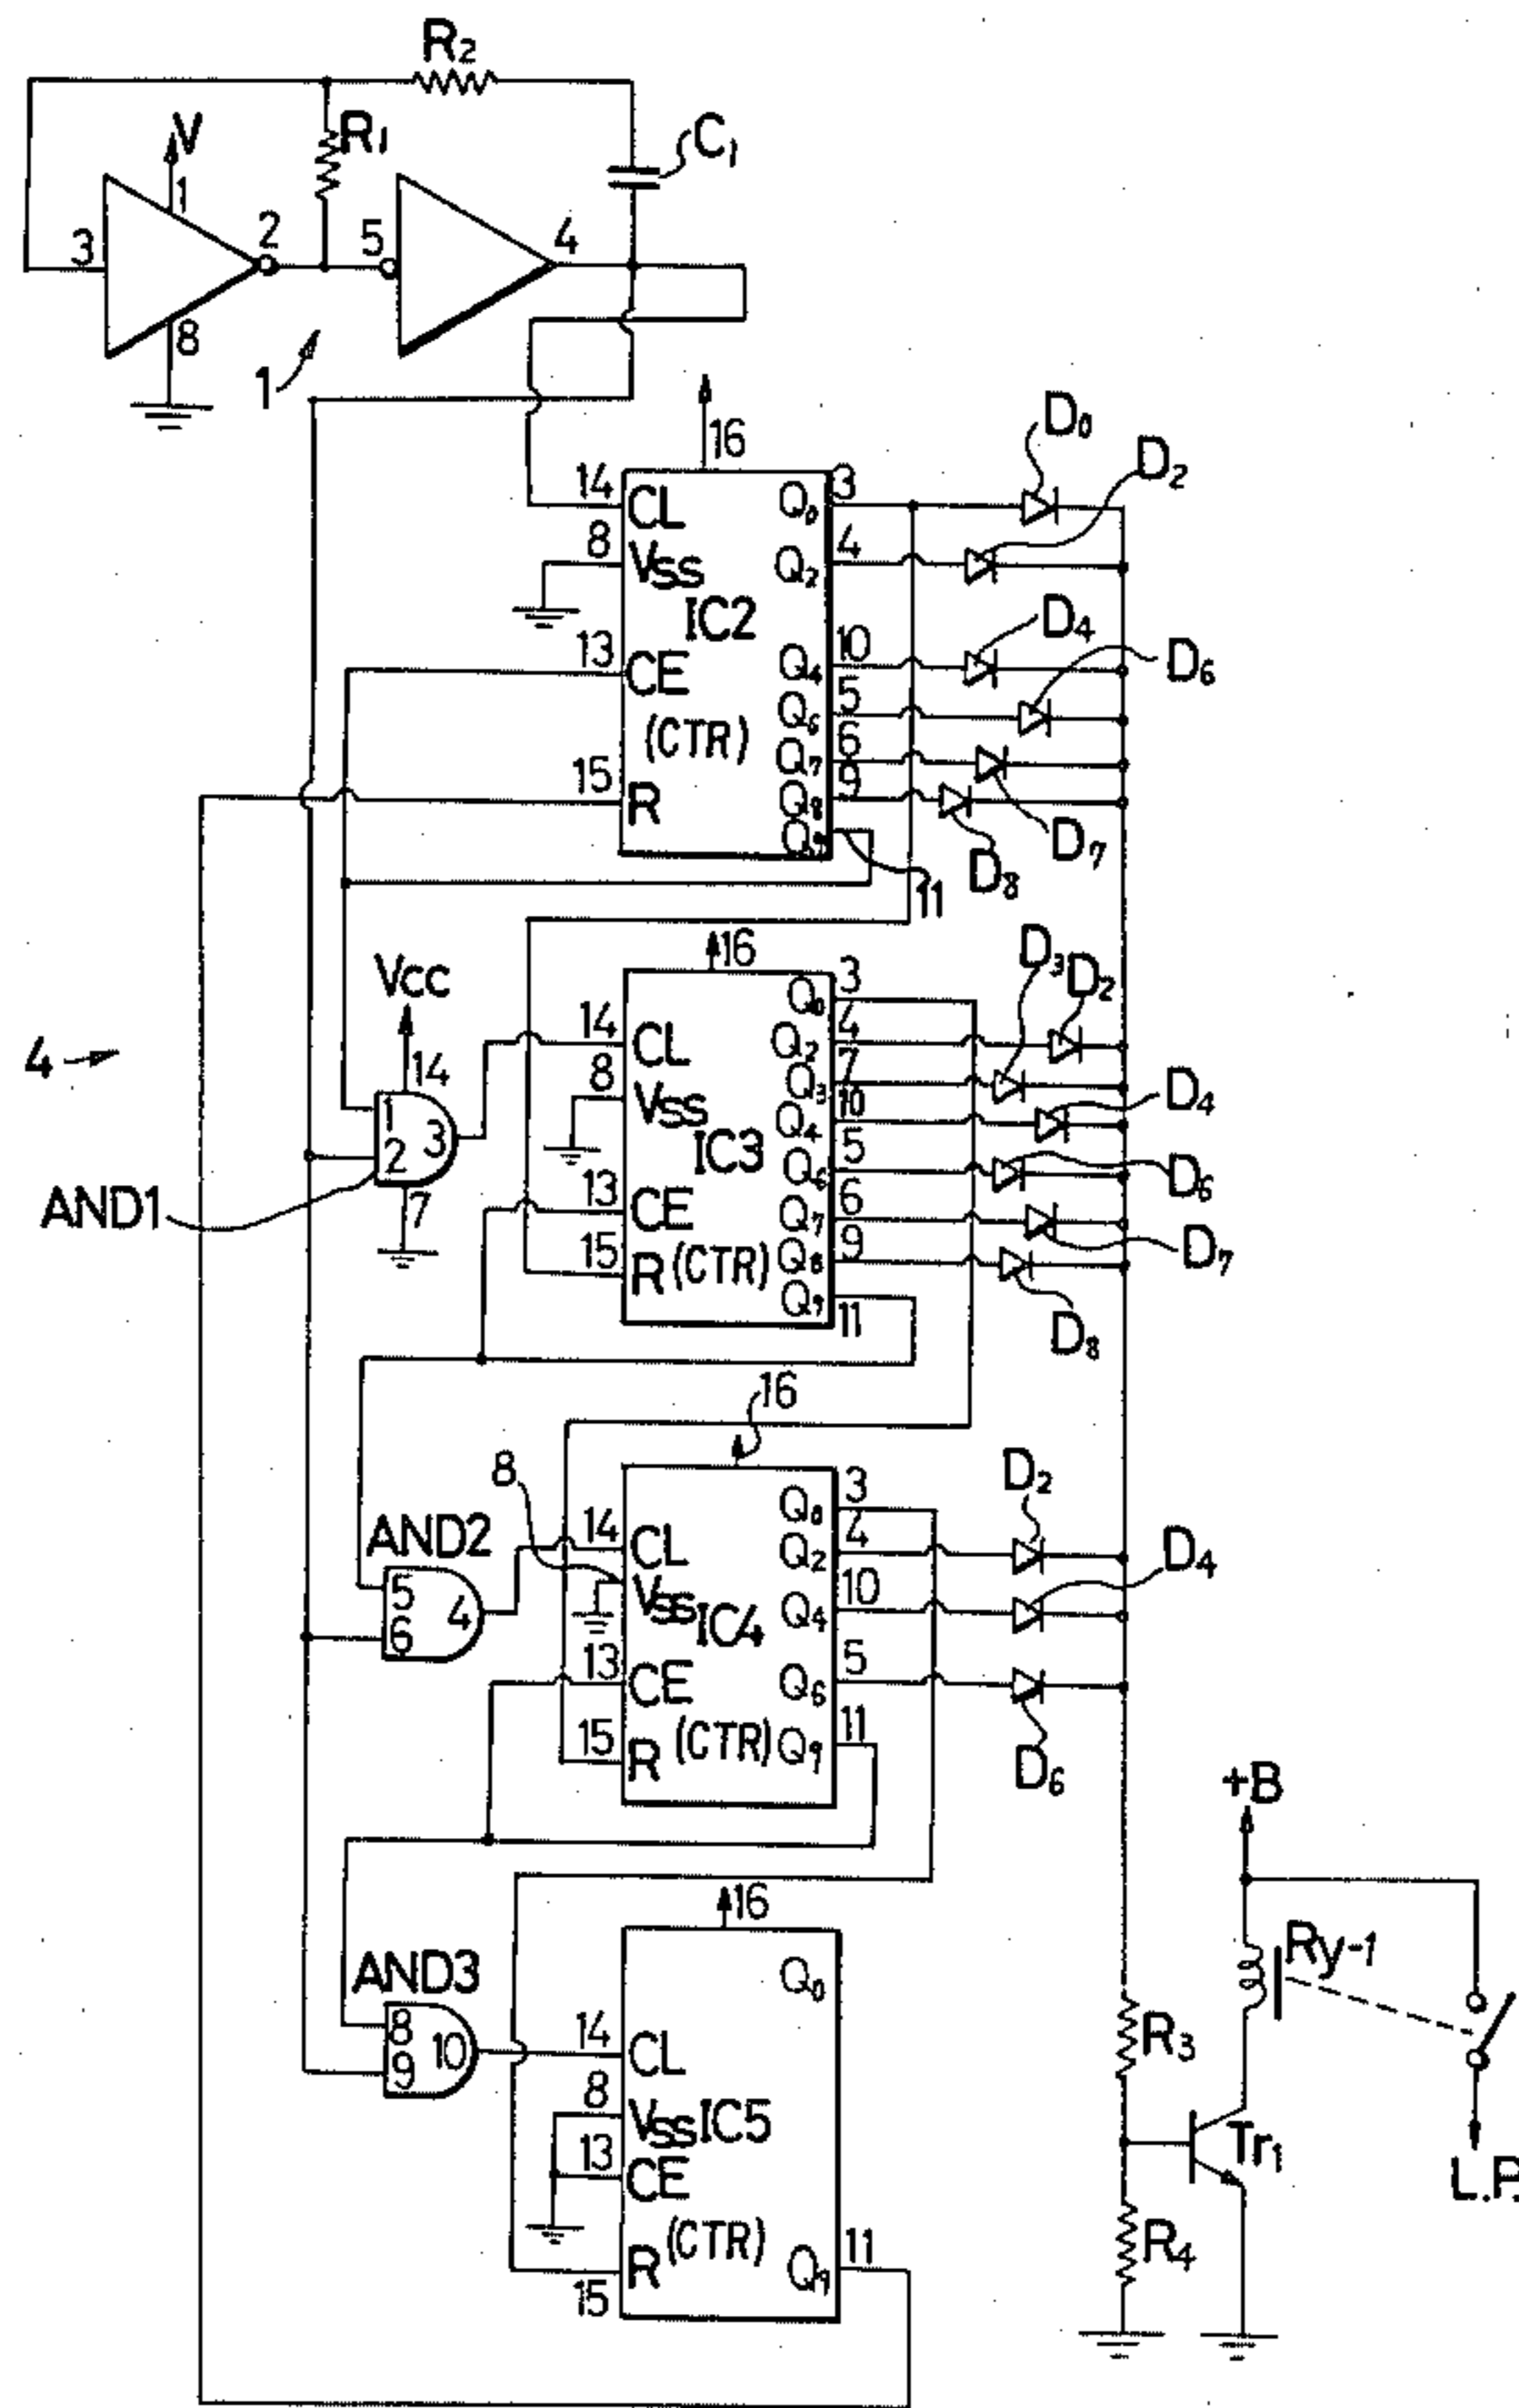 R2
V
R1
C1
1
3
2
5
4
8
1
16
D0
D2
14
CL
Q0
3
8
VSS
Q2
4
IC2
D4
13
CE
Q4
10
D6
(CTR)
Q6
5
Q7
6
15
R
Q8
9
Q9
11
D7
D8
16
D3
D2
Vcc
14
4
14
CL
Q0
3
8
VSS
Q2
4
Q3
7
IC3
Q4
10
D4
1
2
3
AND1
7
13
CE
Q6
5
D6
Q7
6
D7
15
R
(CTR)
Q8
9
Q9
11
D8
16
8
AND2
14
CL
Q0
3
D2
VSS
Q2
4
D4
5
6
4
IC4
Q4
10
13
CE
Q6
5
15
R
(CTR)
Q9
11
D6
+B
16
AND3
Q0
Ry-1
8
9
10
14
CL
R3
8
VSS
IC5
13
CE
Tr1
L.P.
(CTR)
R
15
Q9
11
R4